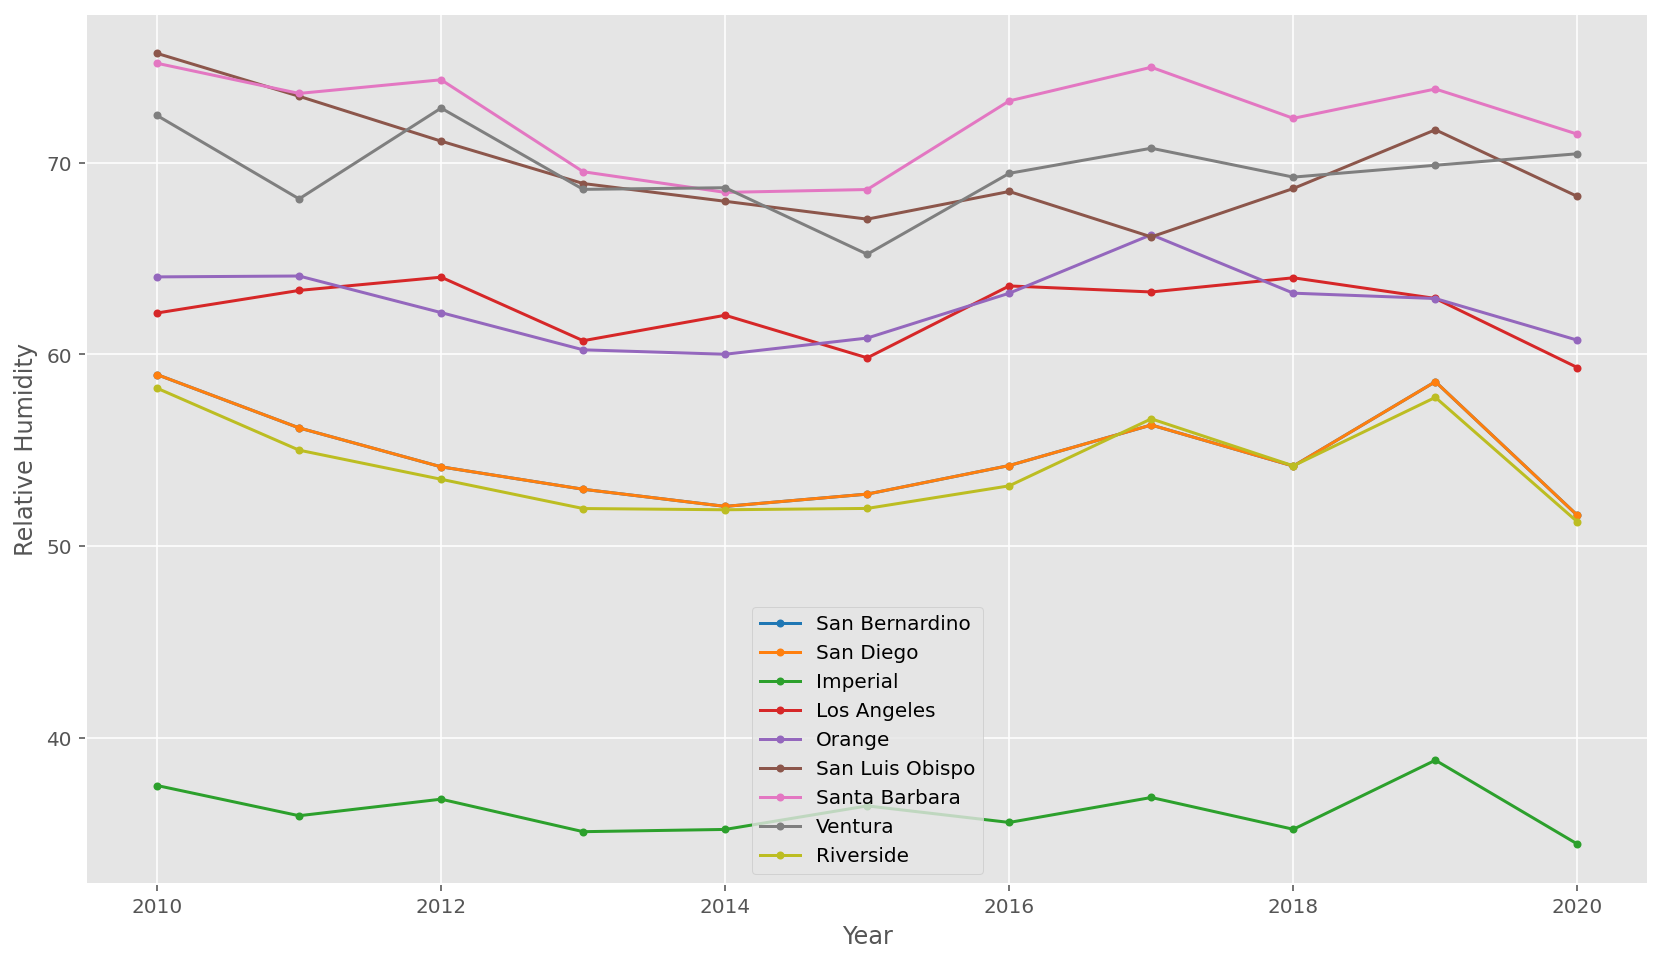 70
60
50
40
Relative Humidity
San Bernardino
San Diego
Imperial
Los Angeles
Orange
San Luis Obispo
Santa Barbara
Ventura
Riverside
2010 2012 2014 2016 2018 2020
Year